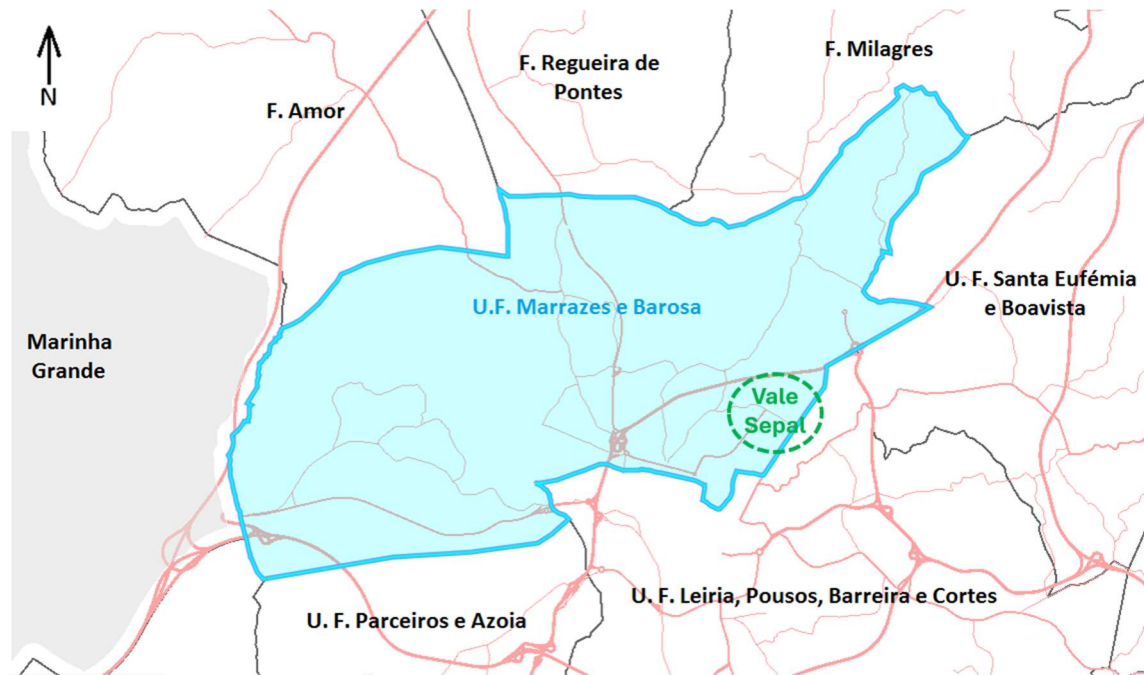 F. Milagres
F. Regueira de
Pontes
N
F. Amor
U. F. Santa Eufémia
e Boavista
U.F. Marrazes e Barosa
Marinha
Grande
Vale
Sepal
U. F. Leiria, Pousos, Barreira e Cortes
U. F. Parceiros e Azoia